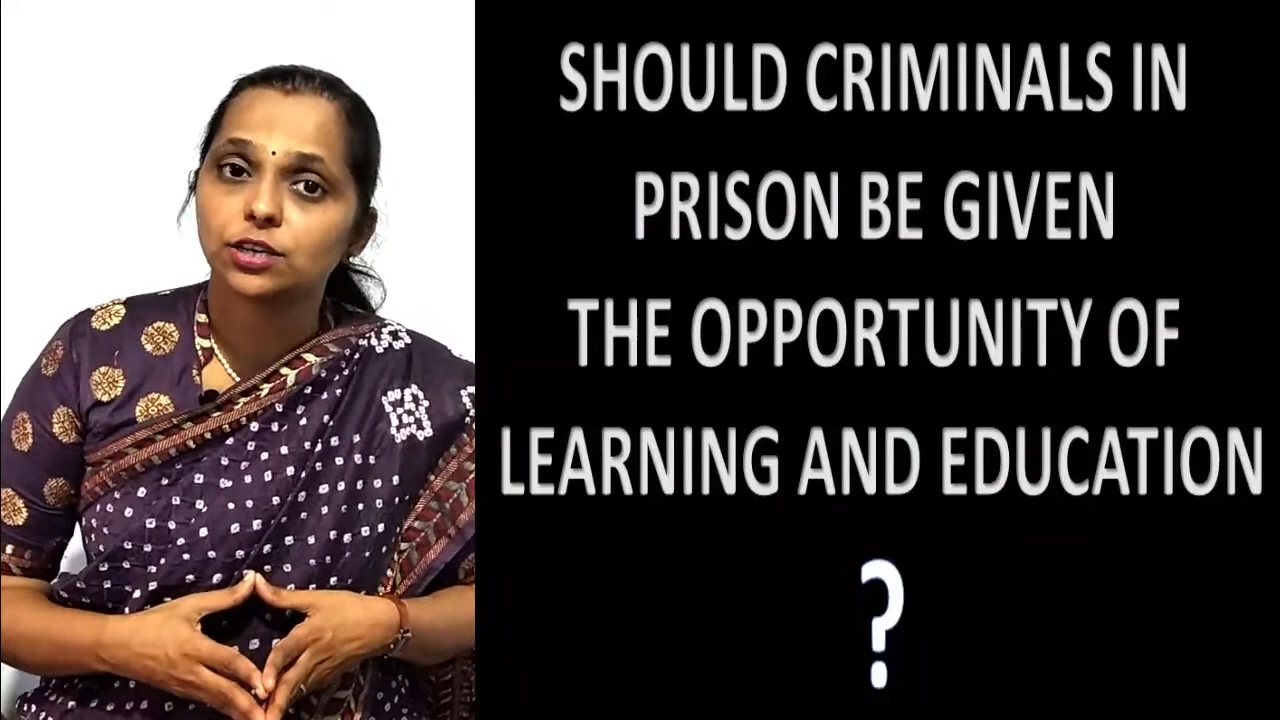 SHOULD CRIMINALS IN
PRISON BE GIVEN
THE OPPORTUNITY OF
LEARNING AND EDUCATION
?